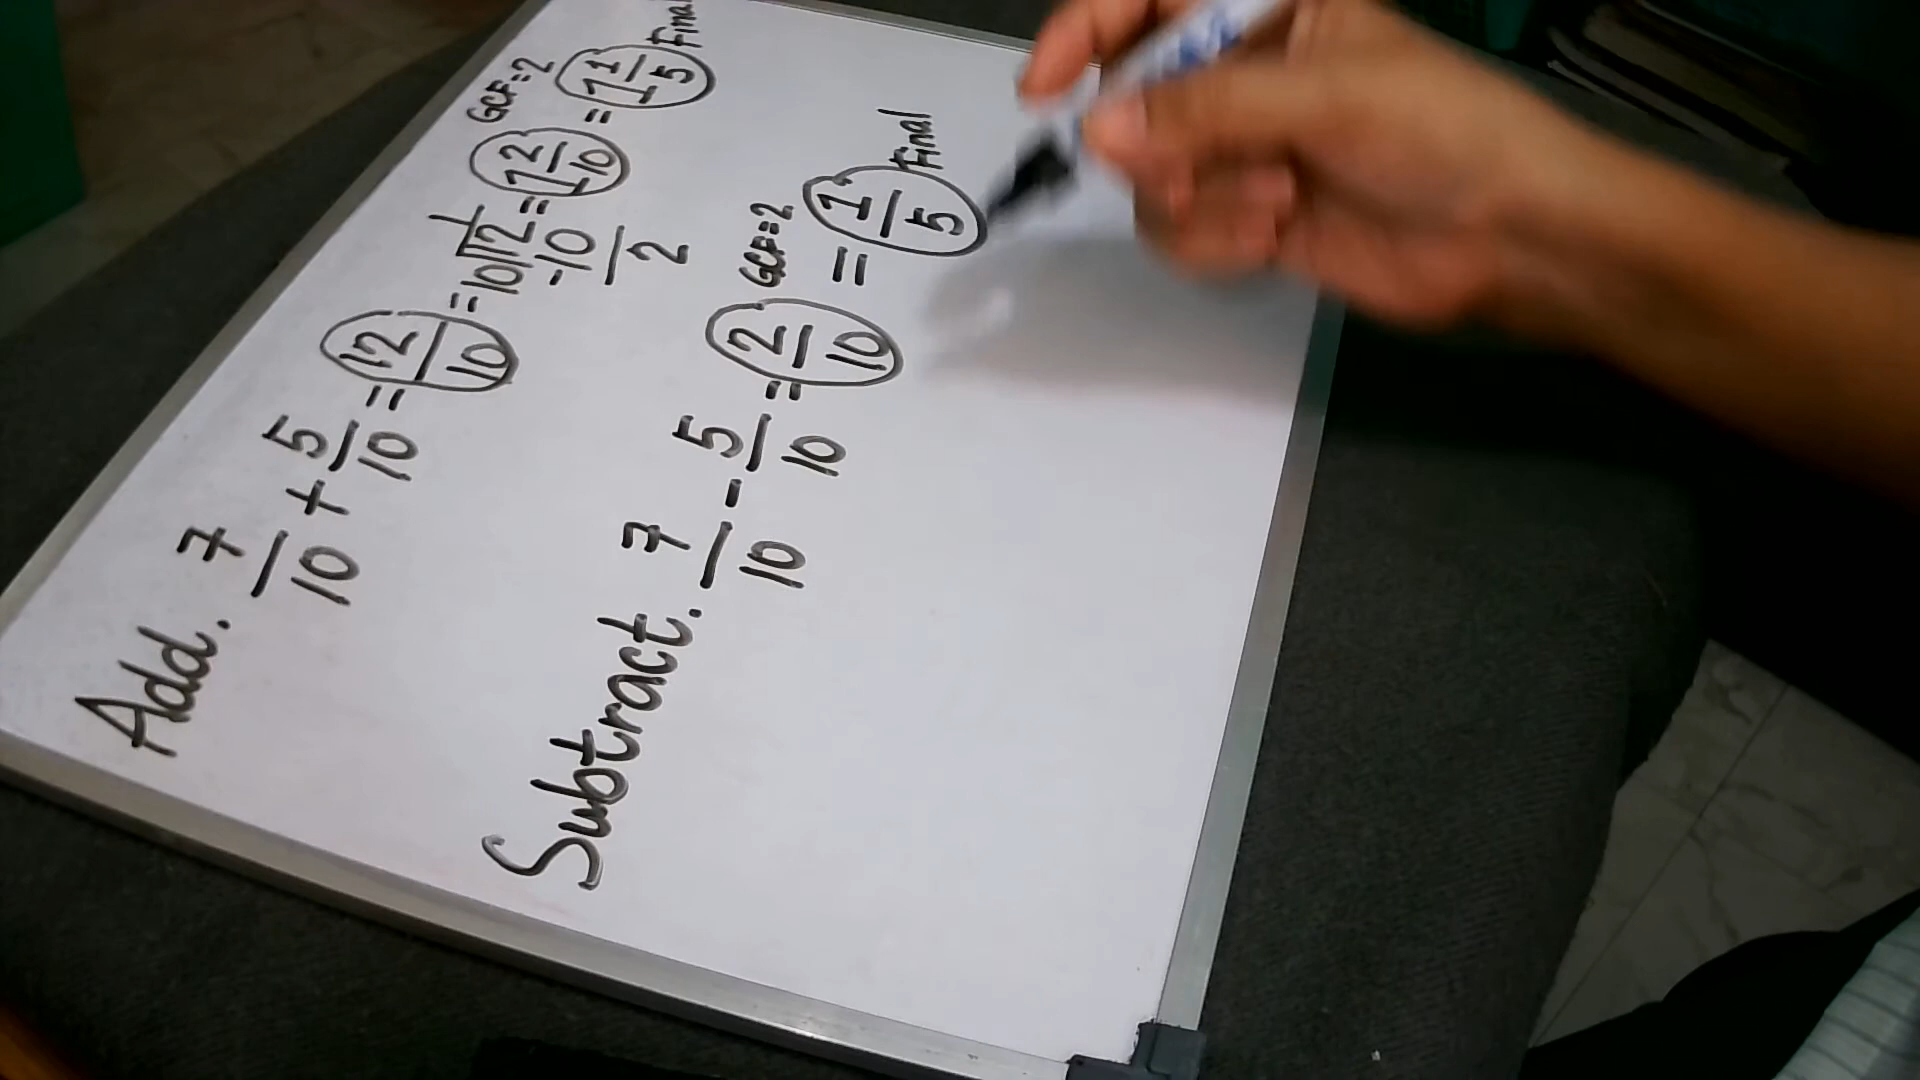 Add. 7/10 + 5/10 = 12/10 = 10)12 = 1 2/10 = 1 1/5 Final
1
-10
2
GCF=2
Subtract. 7/10 - 5/10 = 2/10 = 1/5 Final
GCF=2